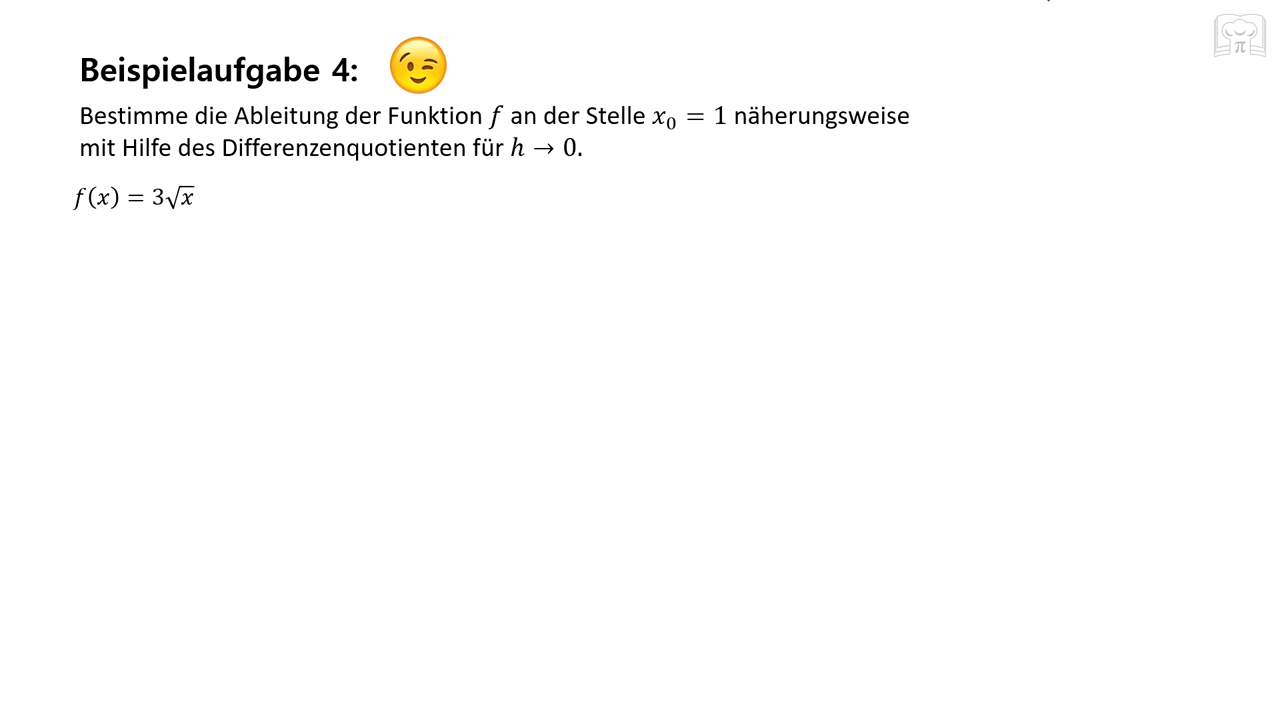 Beispielaufgabe 4: 😉
Bestimme die Ableitung der Funktion f an der Stelle x₀ = 1 näherungsweise
mit Hilfe des Differenzenquotienten für h → 0.
f(x) = 3√x
π